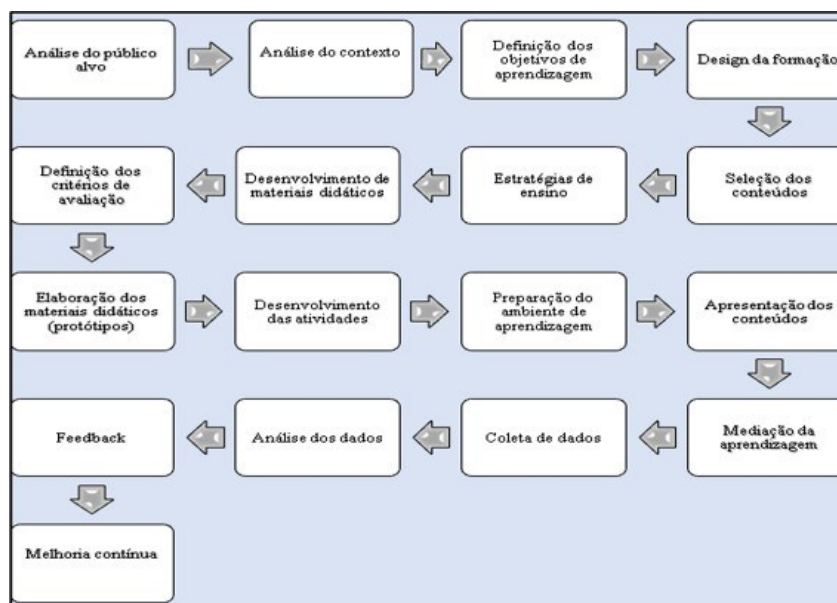 Análise do público
alvo
Análise do contexto
Definição dos
objetivos de
aprendizagem
Design da formação
Seleção dos
conteúdos
Estratégias de
ensino
Desenvolvimento de
materiais didáticos
Definição dos
critérios de
avaliação
Elaboração dos
materiais didáticos
(protótipos)
Desenvolvimento
das atividades
Preparação do
ambiente de
aprendizagem
Apresentação dos
conteúdos
Mediação da
aprendizagem
Coleta de dados
Análise dos dados
Feedback
Melhoria contínua